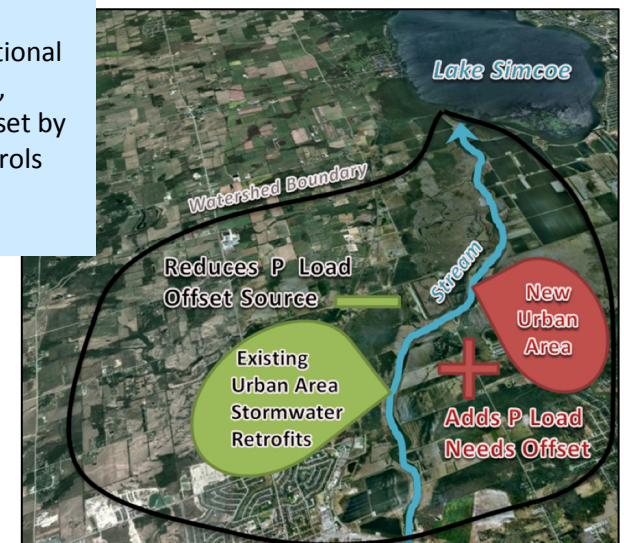 tional
,
set by
rols
Lake Simcoe
Watershed Boundary
Reduces P Load
Offset Source
Stream
New
Urban
Area
Existing
Urban Area
Stormwater
Retrofits
Adds P Load
Needs Offset